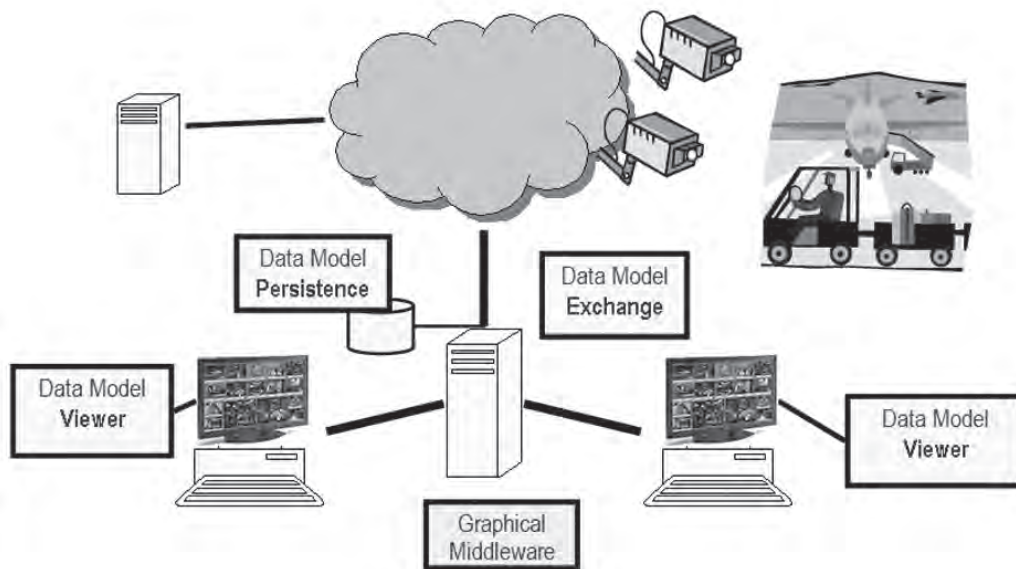 Data Model
Persistence
Data Model
Exchange
Data Model
Viewer
Data Model
Viewer
Graphical
Middleware